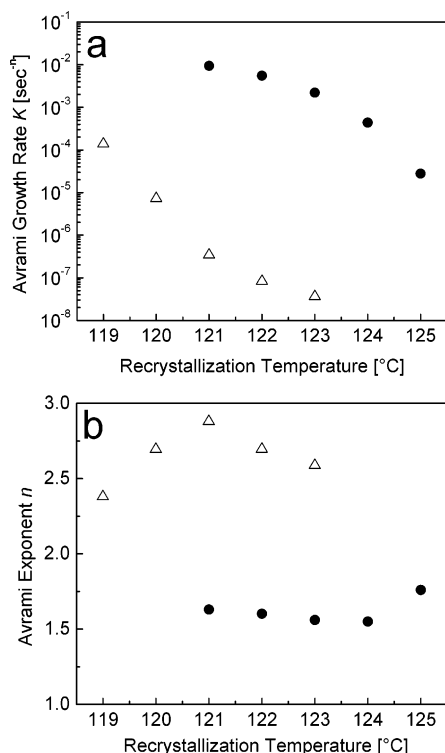 a
Avrami Growth Rate K [sec⁻ⁿ]
10⁰
10⁻¹
10⁻²
10⁻³
10⁻⁴
10⁻⁵
10⁻⁶
10⁻⁷
10⁻⁸
119 120 121 122 123 124 125
Recrystallization Temperature [°C]
b
Avrami Exponent n
3.0
2.5
2.0
1.5
1.0
119 120 121 122 123 124 125
Recrystallization Temperature [°C]